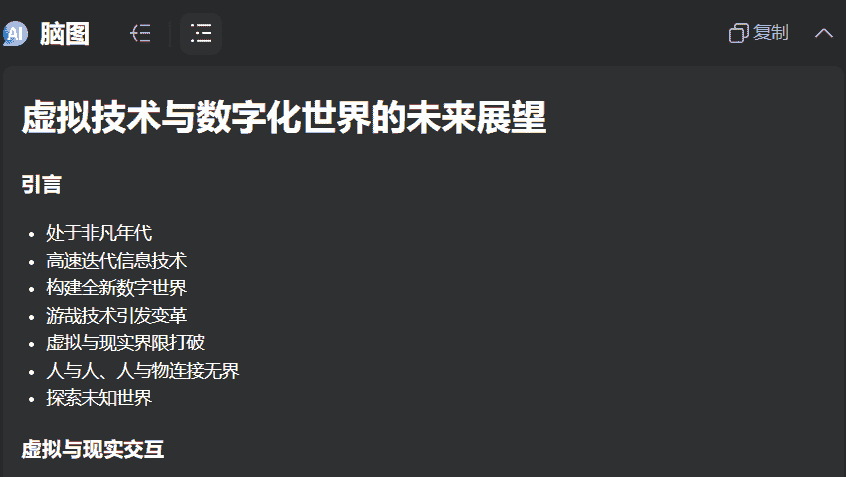 AI 脑图
复制
虚拟技术与数字化世界的未来展望
引言
• 处于非凡年代
• 高速迭代信息技术
• 构建全新数字世界
• 游哉技术引发变革
• 虚拟与现实界限打破
• 人与人、人与物连接无界
• 探索未知世界
虚拟与现实交互